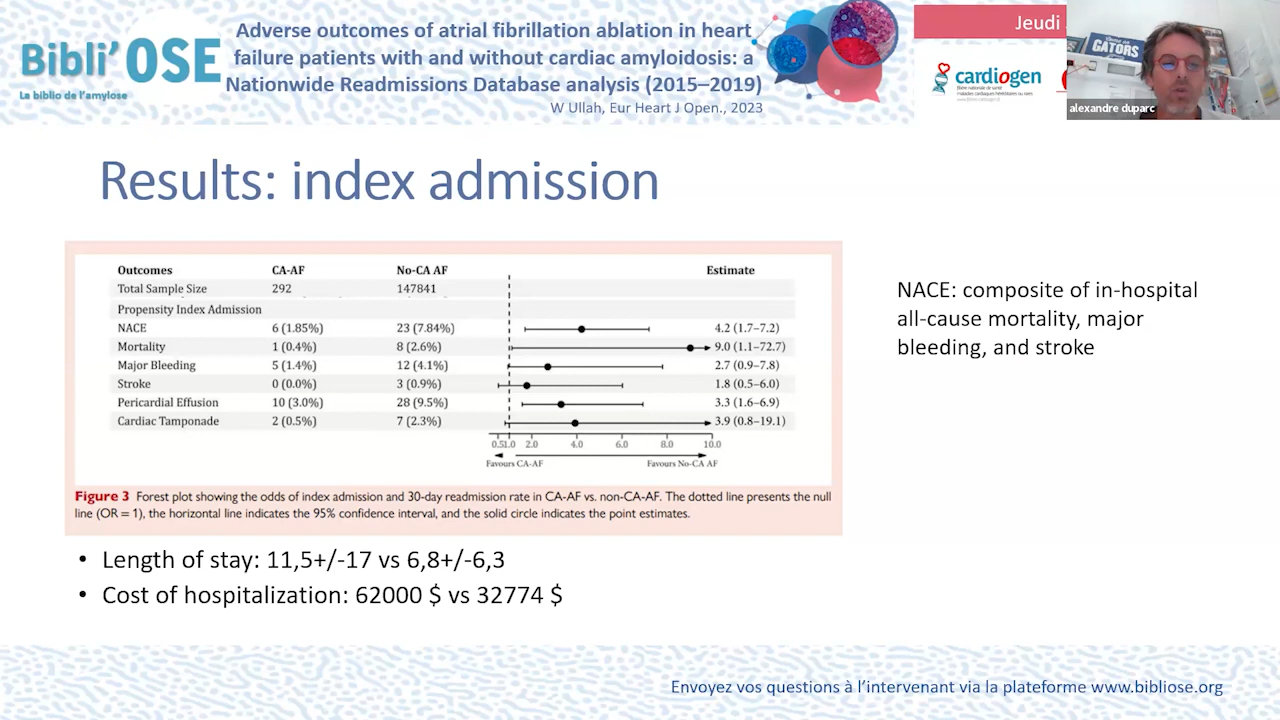 Bibli'OSE
La biblio de l'amylose
Adverse outcomes of atrial fibrillation ablation in heart
failure patients with and without cardiac amyloidosis: a
Nationwide Readmissions Database analysis (2015–2019)
W Ullah, Eur Heart J Open., 2023
Jeudi
cardiogen
filière nationale de santé
maladies cardiaques héréditaires ou rares
GATORS
alexandre duparc
Results: index admission
Outcomes CA-AF No-CA AF Estimate
Total Sample Size 292 147841
Propensity Index Admission
NACE 6 (1.85%) 23 (7.84%) 4.2 (1.7–7.2)
Mortality 1 (0.4%) 8 (2.6%) 9.0 (1.1–72.7)
Major Bleeding 5 (1.4%) 12 (4.1%) 2.7 (0.9–7.8)
Stroke 0 (0.0%) 3 (0.9%) 1.8 (0.5–6.0)
Pericardial Effusion 10 (3.0%) 28 (9.5%) 3.3 (1.6–6.9)
Cardiac Tamponade 2 (0.5%) 7 (2.3%) 3.9 (0.8–19.1)
0.5 1.0 2.0 4.0 6.0 8.0 10.0
Favours CA-AF Favours No-CA AF
Figure 3 Forest plot showing the odds of index admission and 30-day readmission rate in CA-AF vs. non-CA-AF. The dotted line presents the null
line (OR = 1), the horizontal line indicates the 95% confidence interval, and the solid circle indicates the point estimates.
NACE: composite of in-hospital
all-cause mortality, major
bleeding, and stroke
• Length of stay: 11,5+/-17 vs 6,8+/-6,3
• Cost of hospitalization: 62000 $ vs 32774 $
Envoyez vos questions à l'intervenant via la plateforme www.bibliose.org